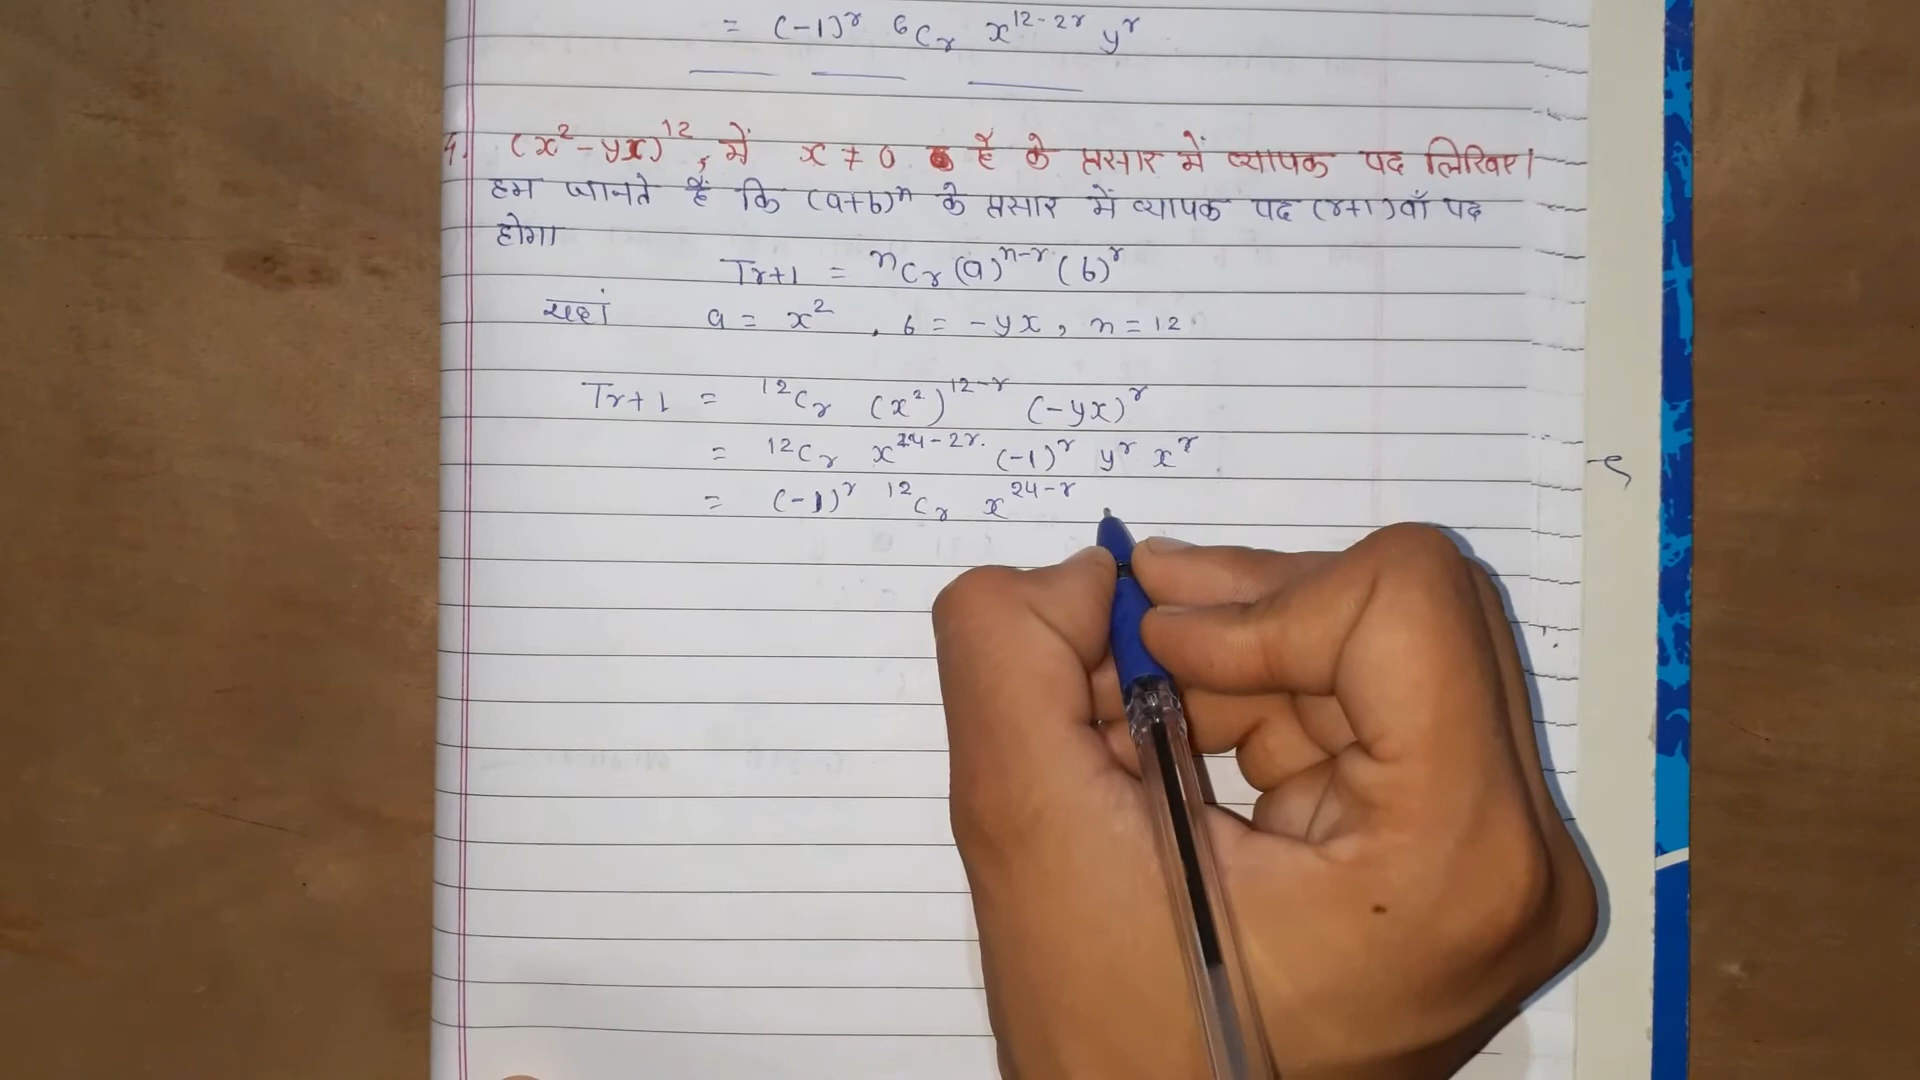 = (-1)^r ⁶Cr x^(12-2r) y^r
4. (x² - yx)^12, में x ≠ 0 है के प्रसार में व्यापक पद लिखिए।
हम जानते हैं कि (a+b)^n के प्रसार में व्यापक पद (r+1)वाँ पद
होगा
Tr+1 = nCr (a)^(n-r) (b)^r
यहां a = x², b = -yx, n = 12
Tr+1 = ¹²Cr (x²)^(12-r) (-yx)^r
= ¹²Cr x^(24-2r) (-1)^r y^r x^r
= (-1)^r ¹²Cr x^(24-r)